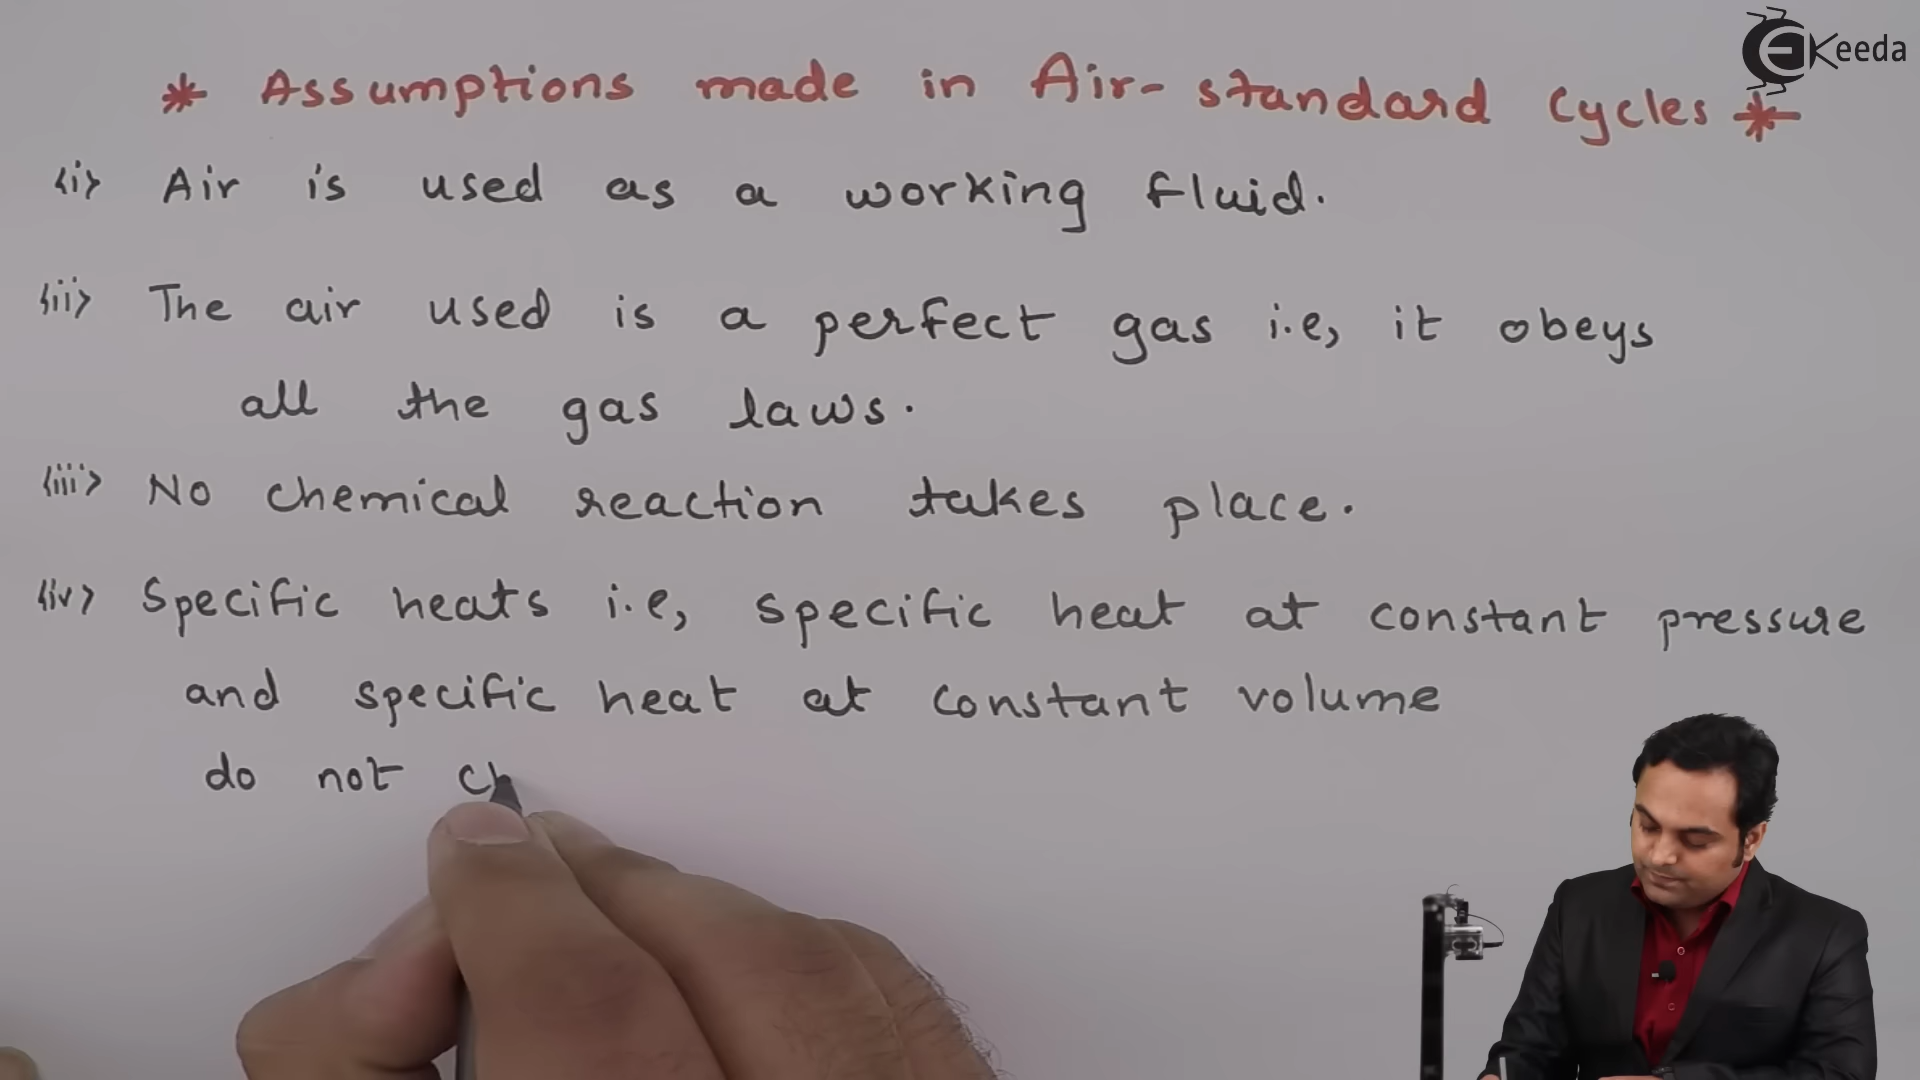 Keeda
* Assumptions made in Air-standard cycles *
(i) Air is used as a working fluid.
(ii) The air used is a perfect gas i.e, it obeys
all the gas laws.
(iii) No chemical reaction takes place.
(iv) Specific heats i.e, specific heat at constant pressure
and specific heat at constant volume
do not ch